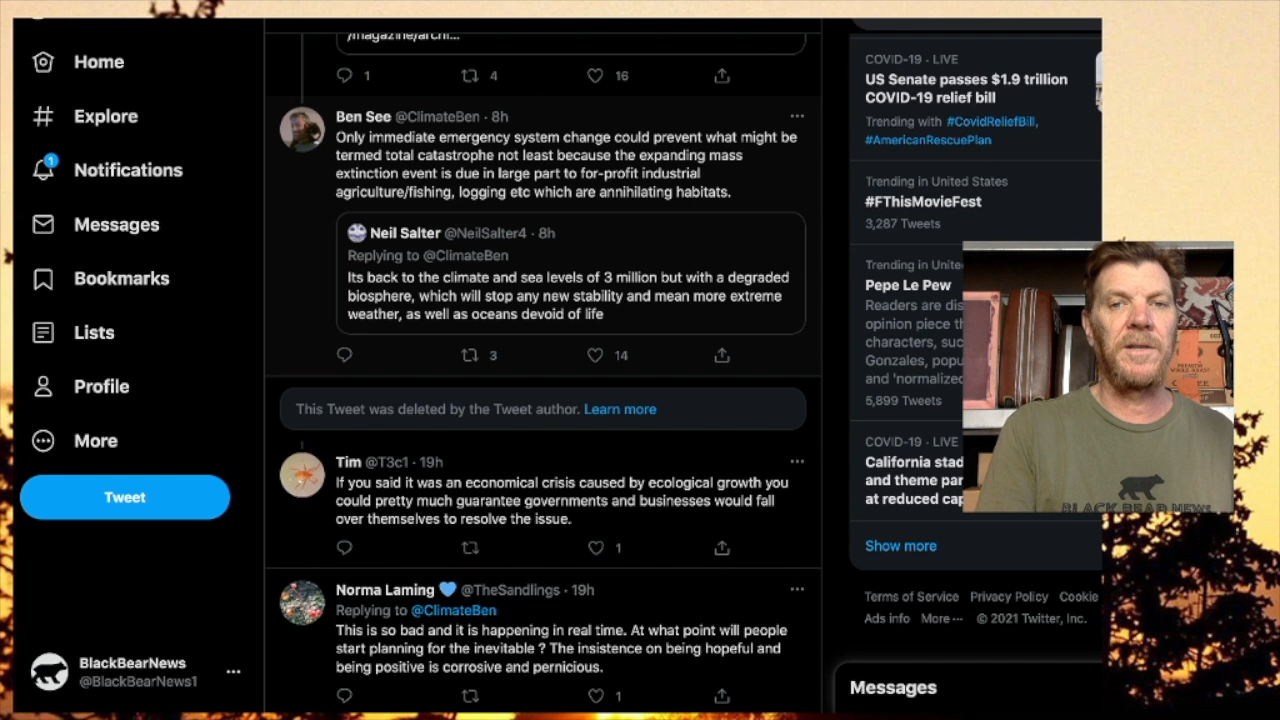 Home
Explore
1
Notifications
Messages
Bookmarks
Lists
Profile
More
Tweet
BlackBearNews
@BlackBearNews1
/magazine/archi...
1 4 16
Ben See @ClimateBen · 8h
Only immediate emergency system change could prevent what might be
termed total catastrophe not least because the expanding mass
extinction event is due in large part to for-profit industrial
agriculture/fishing, logging etc which are annihilating habitats.
Neil Salter @NeilSalter4 · 8h
Replying to @ClimateBen
Its back to the climate and sea levels of 3 million but with a degraded
biosphere, which will stop any new stability and mean more extreme
weather, as well as oceans devoid of life
3 14
This Tweet was deleted by the Tweet author. Learn more
Tim @T3c1 · 19h
If you said it was an economical crisis caused by ecological growth you
could pretty much guarantee governments and businesses would fall
over themselves to resolve the issue.
1
Norma Laming 💙 @TheSandlings · 19h
Replying to @ClimateBen
This is so bad and it is happening in real time. At what point will people
start planning for the inevitable ? The insistence on being hopeful and
being positive is corrosive and pernicious.
1
COVID-19 · LIVE
US Senate passes $1.9 trillion
COVID-19 relief bill
Trending with #CovidReliefBill,
#AmericanRescuePlan
Trending in United States
#FThisMovieFest
3,287 Tweets
Trending in Unite
Pepe Le Pew
Readers are dis
opinion piece th
characters, suc
Gonzales, popu
and 'normalized
5,899 Tweets
COVID-19 · LIVE
California stad
and theme par
at reduced cap
Show more
Terms of Service Privacy Policy Cookie
Ads info More ··· © 2021 Twitter, Inc.
Messages
BLACK BEAR NEWS